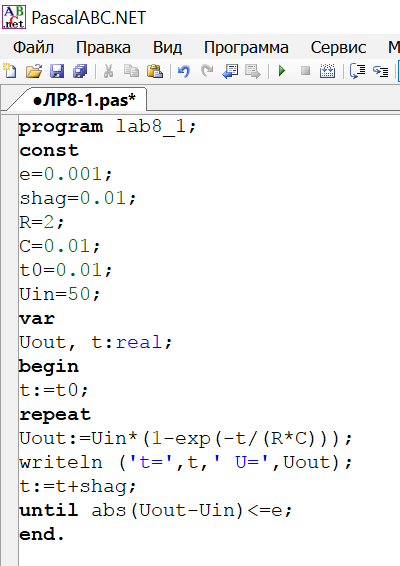 PascalABC.NET
Файл Правка Вид Программа Сервис М
●ЛР8-1.pas*
program lab8_1;
const
e=0.001;
shag=0.01;
R=2;
C=0.01;
t0=0.01;
Uin=50;
var
Uout, t:real;
begin
t:=t0;
repeat
Uout:=Uin*(1-exp(-t/(R*C)));
writeln ('t=',t,' U=',Uout);
t:=t+shag;
until abs(Uout-Uin)<=e;
end.